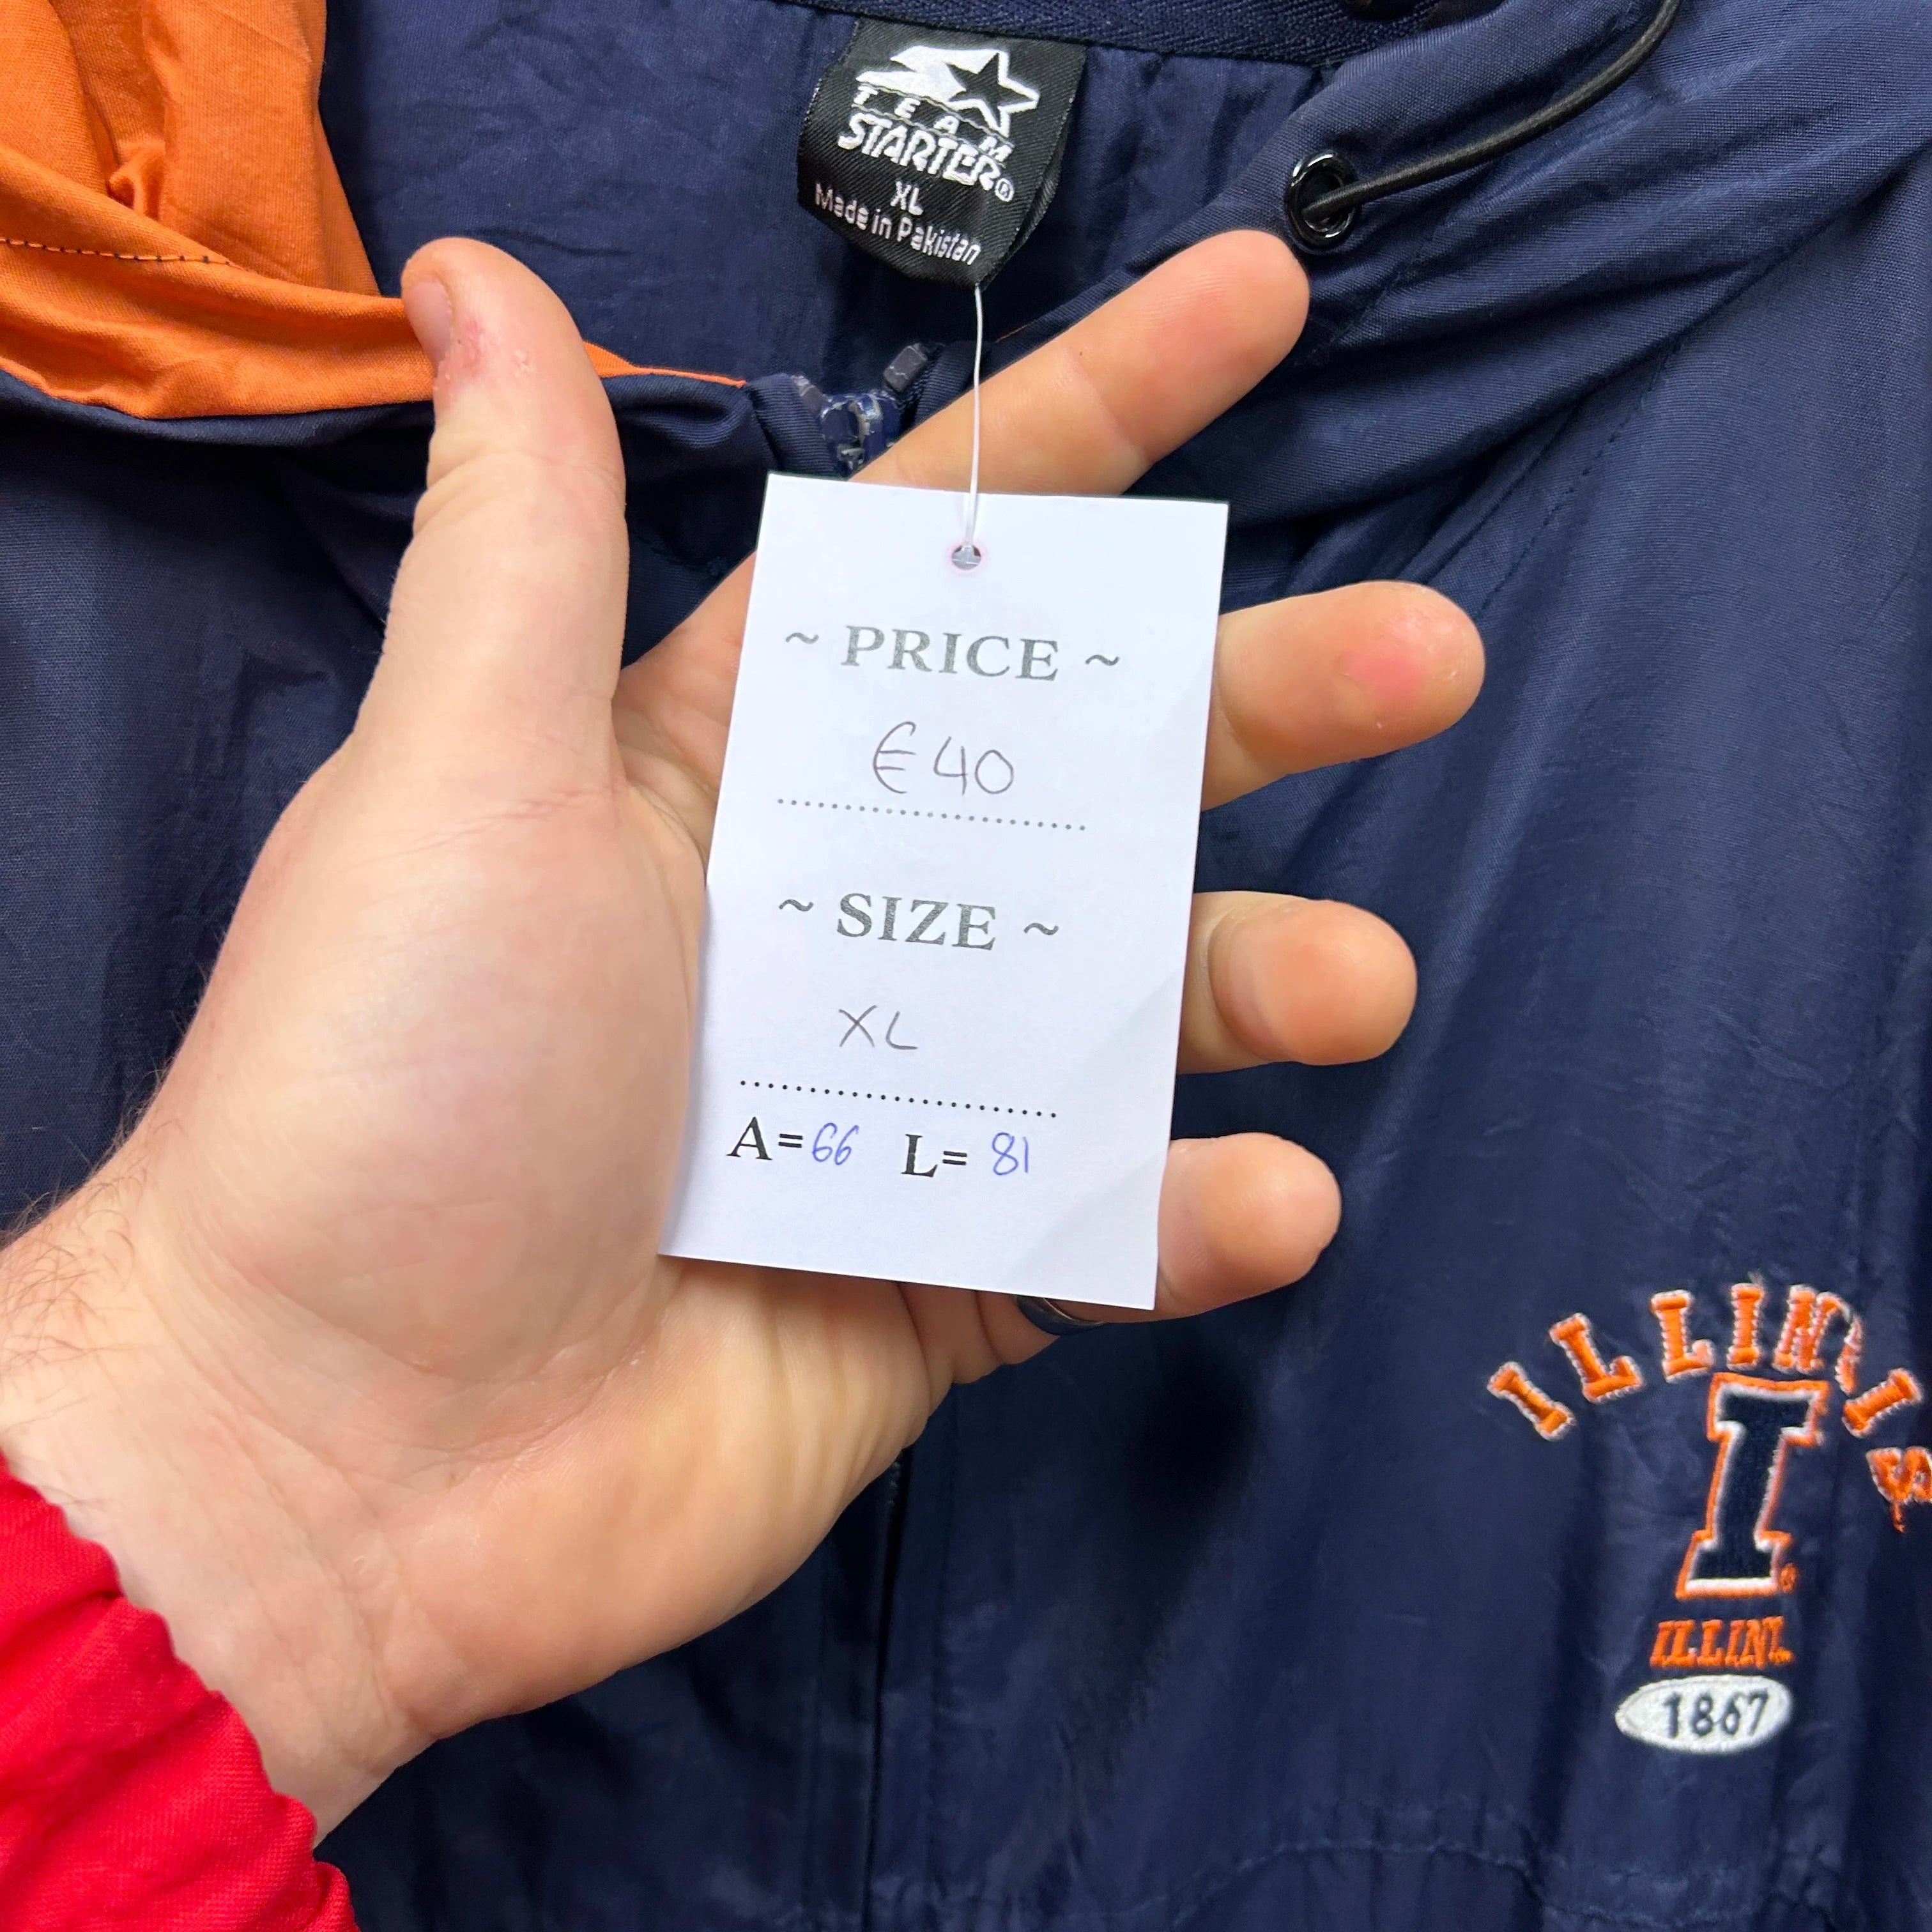 TEAM
STARTER®
XL
Made in Pakistan
~ PRICE ~
€40
~ SIZE ~
XL
A=66 L=81
ILLINOIS
I
ILLINI
1867